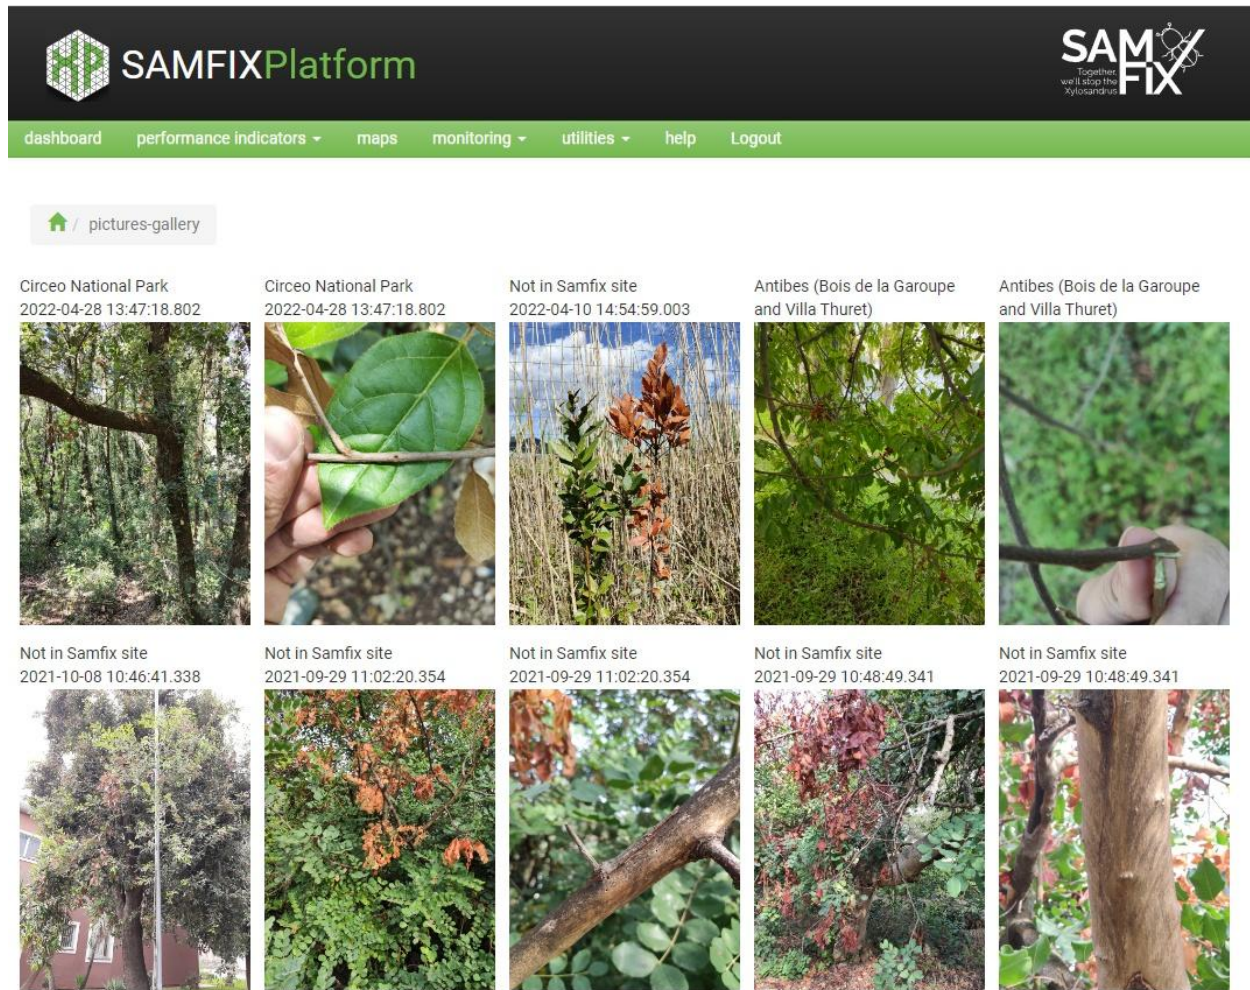 SAMFIXPlatform
SAM
FIX
Together,
we'll stop the
Xylosandrus
dashboard performance indicators maps monitoring utilities help Logout
/ pictures-gallery
Circeo National Park
2022-04-28 13:47:18.802
Circeo National Park
2022-04-28 13:47:18.802
Not in Samfix site
2022-04-10 14:54:59.003
Antibes (Bois de la Garoupe
and Villa Thuret)
Antibes (Bois de la Garoupe
and Villa Thuret)
Not in Samfix site
2021-10-08 10:46:41.338
Not in Samfix site
2021-09-29 11:02:20.354
Not in Samfix site
2021-09-29 11:02:20.354
Not in Samfix site
2021-09-29 10:48:49.341
Not in Samfix site
2021-09-29 10:48:49.341